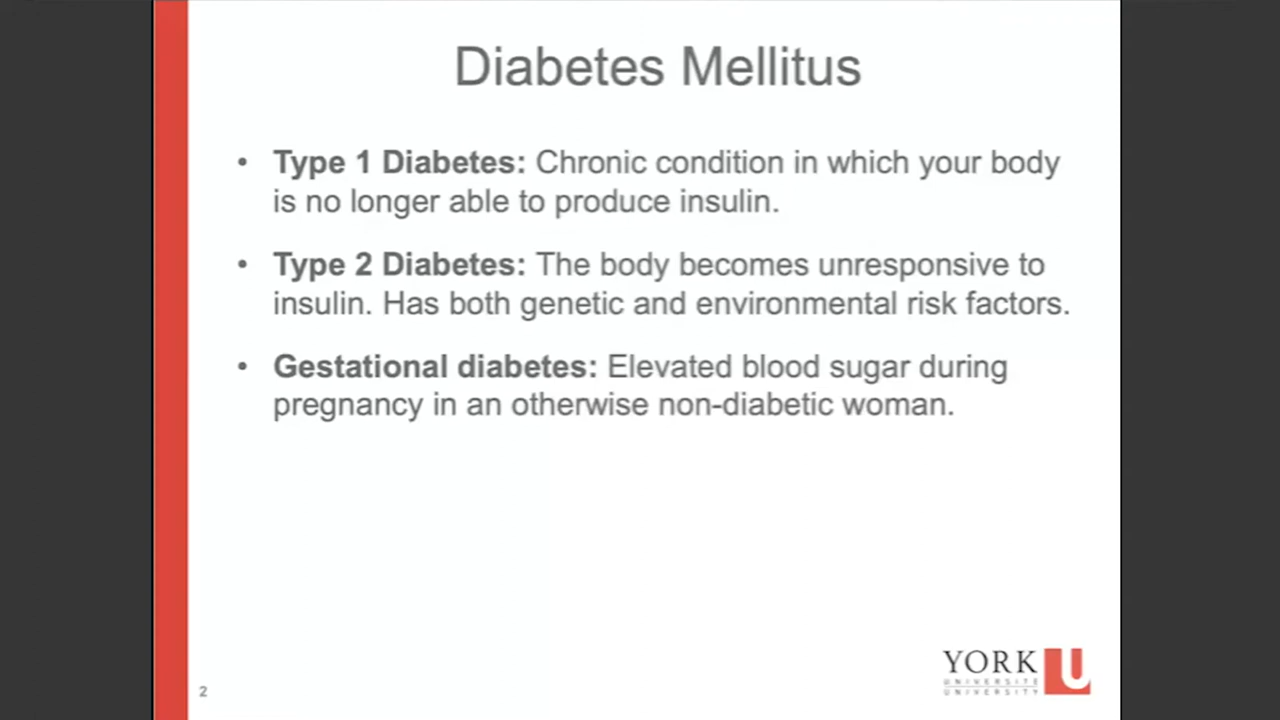 Diabetes Mellitus
• Type 1 Diabetes: Chronic condition in which your body
is no longer able to produce insulin.
• Type 2 Diabetes: The body becomes unresponsive to
insulin. Has both genetic and environmental risk factors.
• Gestational diabetes: Elevated blood sugar during
pregnancy in an otherwise non-diabetic woman.
2
YORK U
UNIVERSITÉ
UNIVERSITY